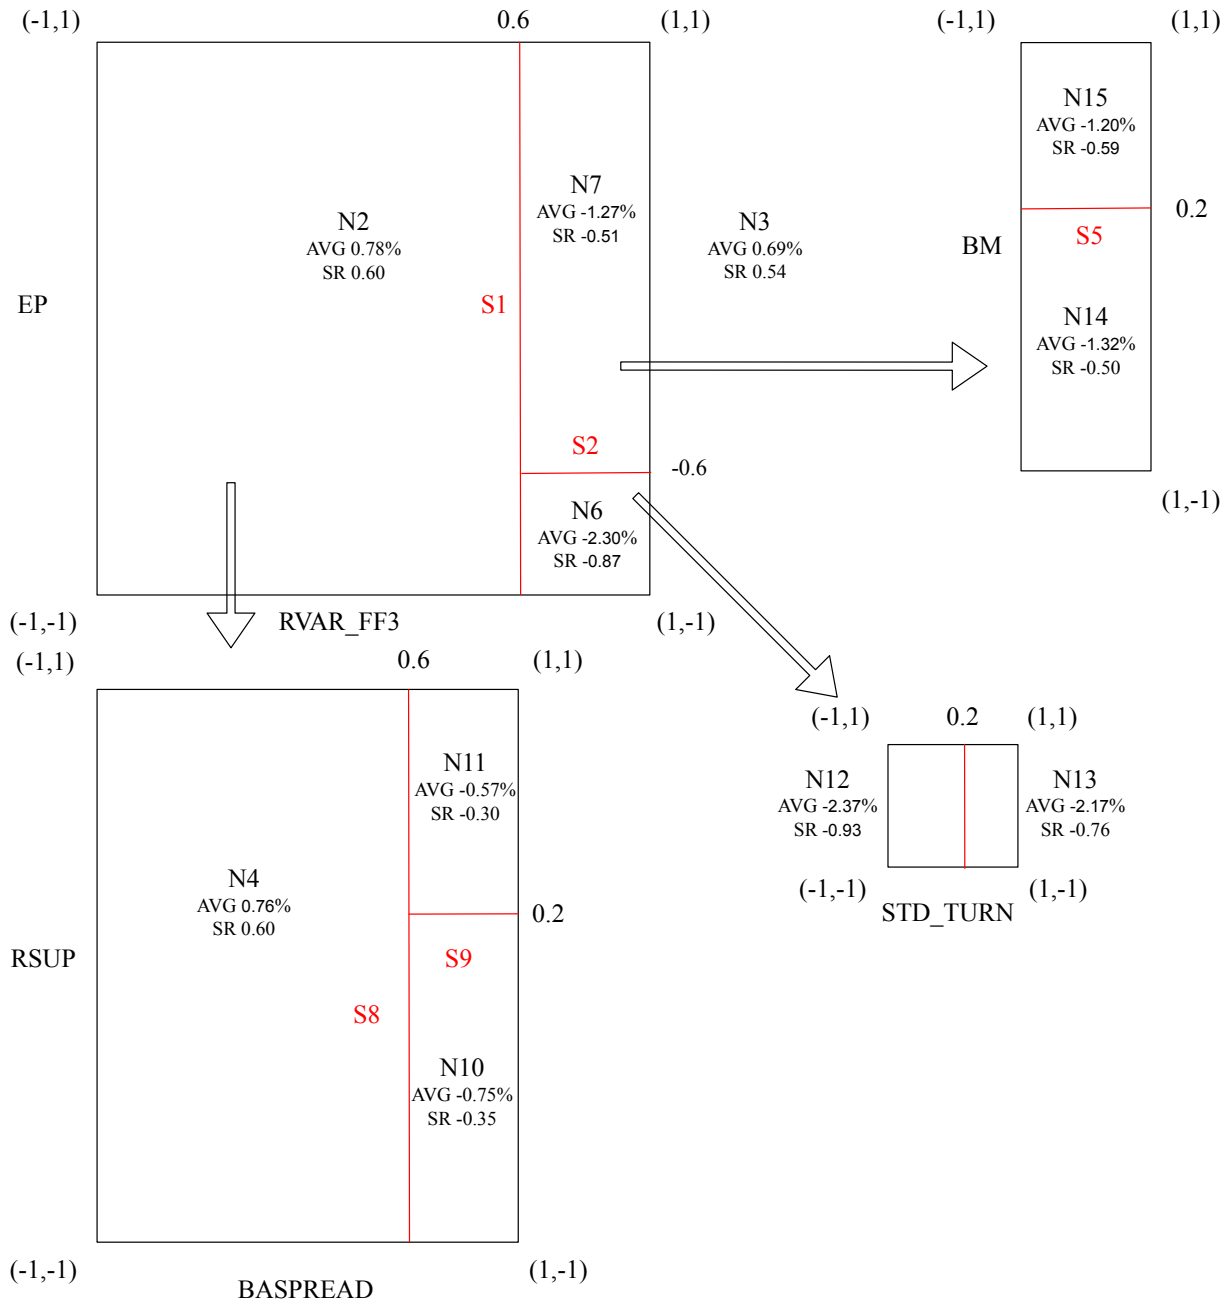 (-1,1)
0.6
(1,1)
(-1,1)
(1,1)
N15
AVG -1.20%
SR -0.59
N7
AVG -1.27%
SR -0.51
N2
AVG 0.78%
SR 0.60
N3
AVG 0.69%
SR 0.54
0.2
S5
BM
EP
S1
N14
AVG -1.32%
SR -0.50
S2
-0.6
(1,-1)
N6
AVG -2.30%
SR -0.87
(-1,-1)
RVAR_FF3
(1,-1)
(-1,1)
0.6
(1,1)
(-1,1)
0.2
(1,1)
N11
AVG -0.57%
SR -0.30
N12
AVG -2.37%
SR -0.93
N13
AVG -2.17%
SR -0.76
N4
AVG 0.76%
SR 0.60
(-1,-1)
(1,-1)
STD_TURN
0.2
RSUP
S9
S8
N10
AVG -0.75%
SR -0.35
(-1,-1)
(1,-1)
BASPREAD